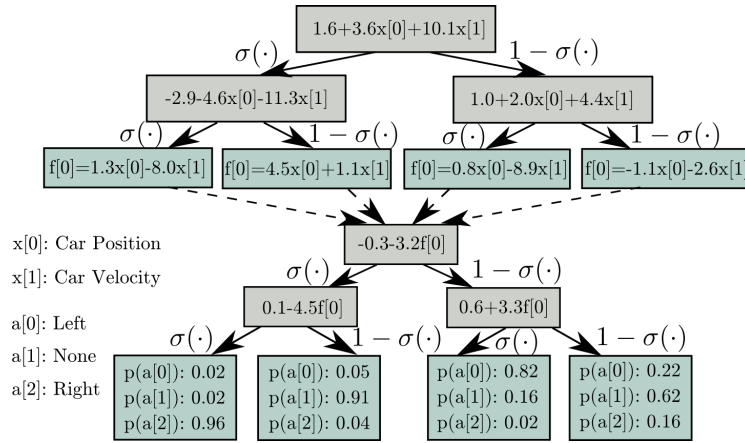 1.6+3.6x[0]+10.1x[1]
σ(·) 1 − σ(·)
-2.9-4.6x[0]-11.3x[1] 1.0+2.0x[0]+4.4x[1]
σ(·) 1 − σ(·) σ(·) 1 − σ(·)
f[0]=1.3x[0]-8.0x[1] f[0]=4.5x[0]+1.1x[1] f[0]=0.8x[0]-8.9x[1] f[0]=-1.1x[0]-2.6x[1]
-0.3-3.2f[0]
x[0]: Car Position
x[1]: Car Velocity
σ(·) 1 − σ(·)
0.1-4.5f[0] 0.6+3.3f[0]
a[0]: Left
a[1]: None
a[2]: Right
σ(·) 1 − σ(·) σ(·) 1 − σ(·)
p(a[0]): 0.02 p(a[0]): 0.05 p(a[0]): 0.82 p(a[0]): 0.22
p(a[1]): 0.02 p(a[1]): 0.91 p(a[1]): 0.16 p(a[1]): 0.62
p(a[2]): 0.96 p(a[2]): 0.04 p(a[2]): 0.02 p(a[2]): 0.16